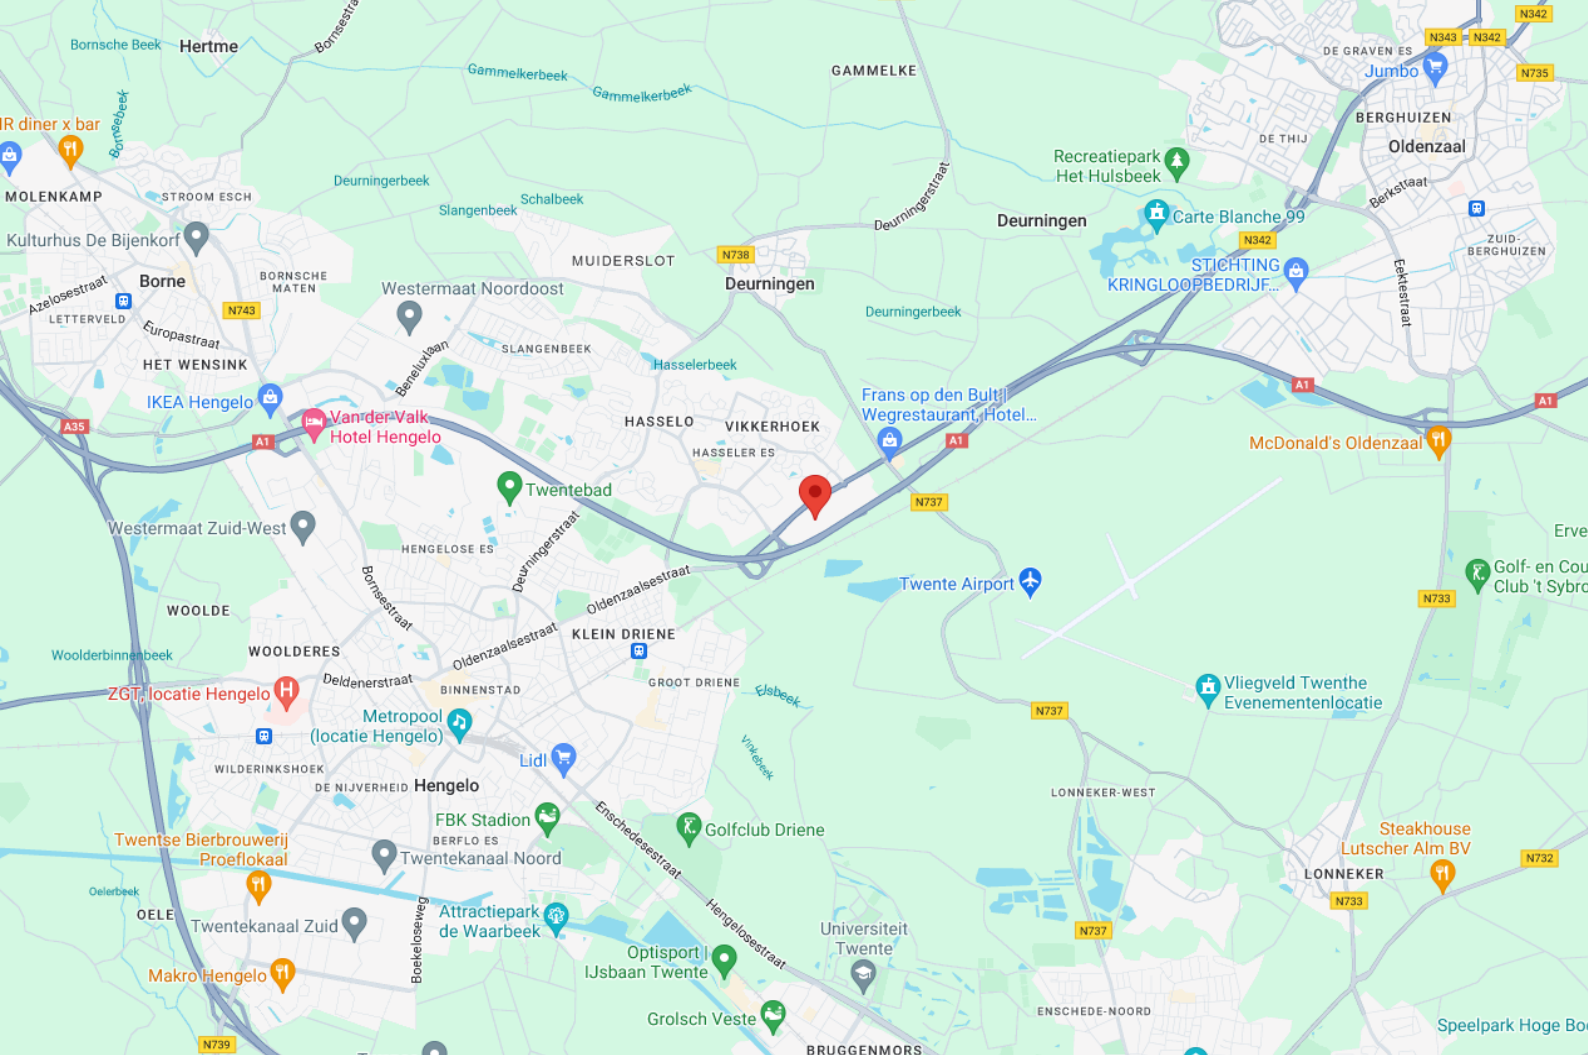 N342
N343
N342
Bornsche Beek
Hertme
Bornsestra
DE GRAVEN ES
Jumbo
N735
GAMMELKE
Gammelkerbeek
Gammelkerbeek
Bornsebeek
IR diner x bar
BERGHUIZEN
Oldenzaal
DE THIJ
Recreatiepark
Het Hulsbeek
Deurningerbeek
MOLENKAMP
STROOM ESCH
Schalbeek
Slangenbeek
Deurningerstraat
Deurningen
Carte Blanche 99
Berkstraat
Kulturhus De Bijenkorf
N342
ZUID-
BERGHUIZEN
N738
MUIDERSLOT
STICHTING
KRINGLOOPBEDRIJF...
Borne
BORNSCHE
MATEN
Azelosestraat
Westermaat Noordoost
Deurningen
Eektestraat
LETTERVELD
N743
Deurningerbeek
Europastraat
SLANGENBEEK
HET WENSINK
Beneluxlaan
Hasselerbeek
IKEA Hengelo
Frans op den Bult |
Wegrestaurant, Hotel...
A1
A1
Van der Valk
Hotel Hengelo
A35
A1
HASSELO
VIKKERHOEK
A1
McDonald's Oldenzaal
HASSELER ES
Twentebad
N737
Westermaat Zuid-West
Erve
HENGELOSE ES
Deurningerstraat
Golf- en Cou
Club 't Sybro
Twente Airport
Bornsestraat
Oldenzaalsestraat
N733
WOOLDE
KLEIN DRIENE
Oldenzaalsestraat
Woolderbinnenbeek
WOOLDERES
Deldenerstraat
BINNENSTAD
GROOT DRIENE
Elsbeek
ZGT, locatie Hengelo
Vliegveld Twenthe
Evenementenlocatie
N737
Metropool
(locatie Hengelo)
Vinkebeek
Lidl
WILDERINKSHOEK
DE NIJVERHEID
Hengelo
LONNEKER-WEST
FBK Stadion
Enschedesestraat
Golfclub Driene
Steakhouse
Lutscher Alm BV
Twentse Bierbrouwerij
Proeflokaal
BERFLO ES
Twentekanaal Noord
N732
LONNEKER
Oelerbeek
N733
OELE
Twentekanaal Zuid
Boekeloseweg
Attractiepark
de Waarbeek
Hengelosestraat
Universiteit
Twente
N737
Optisport |
IJsbaan Twente
Makro Hengelo
ENSCHEDE-NOORD
Grolsch Veste
Speelpark Hoge Bo
N739
BRUGGENMORS